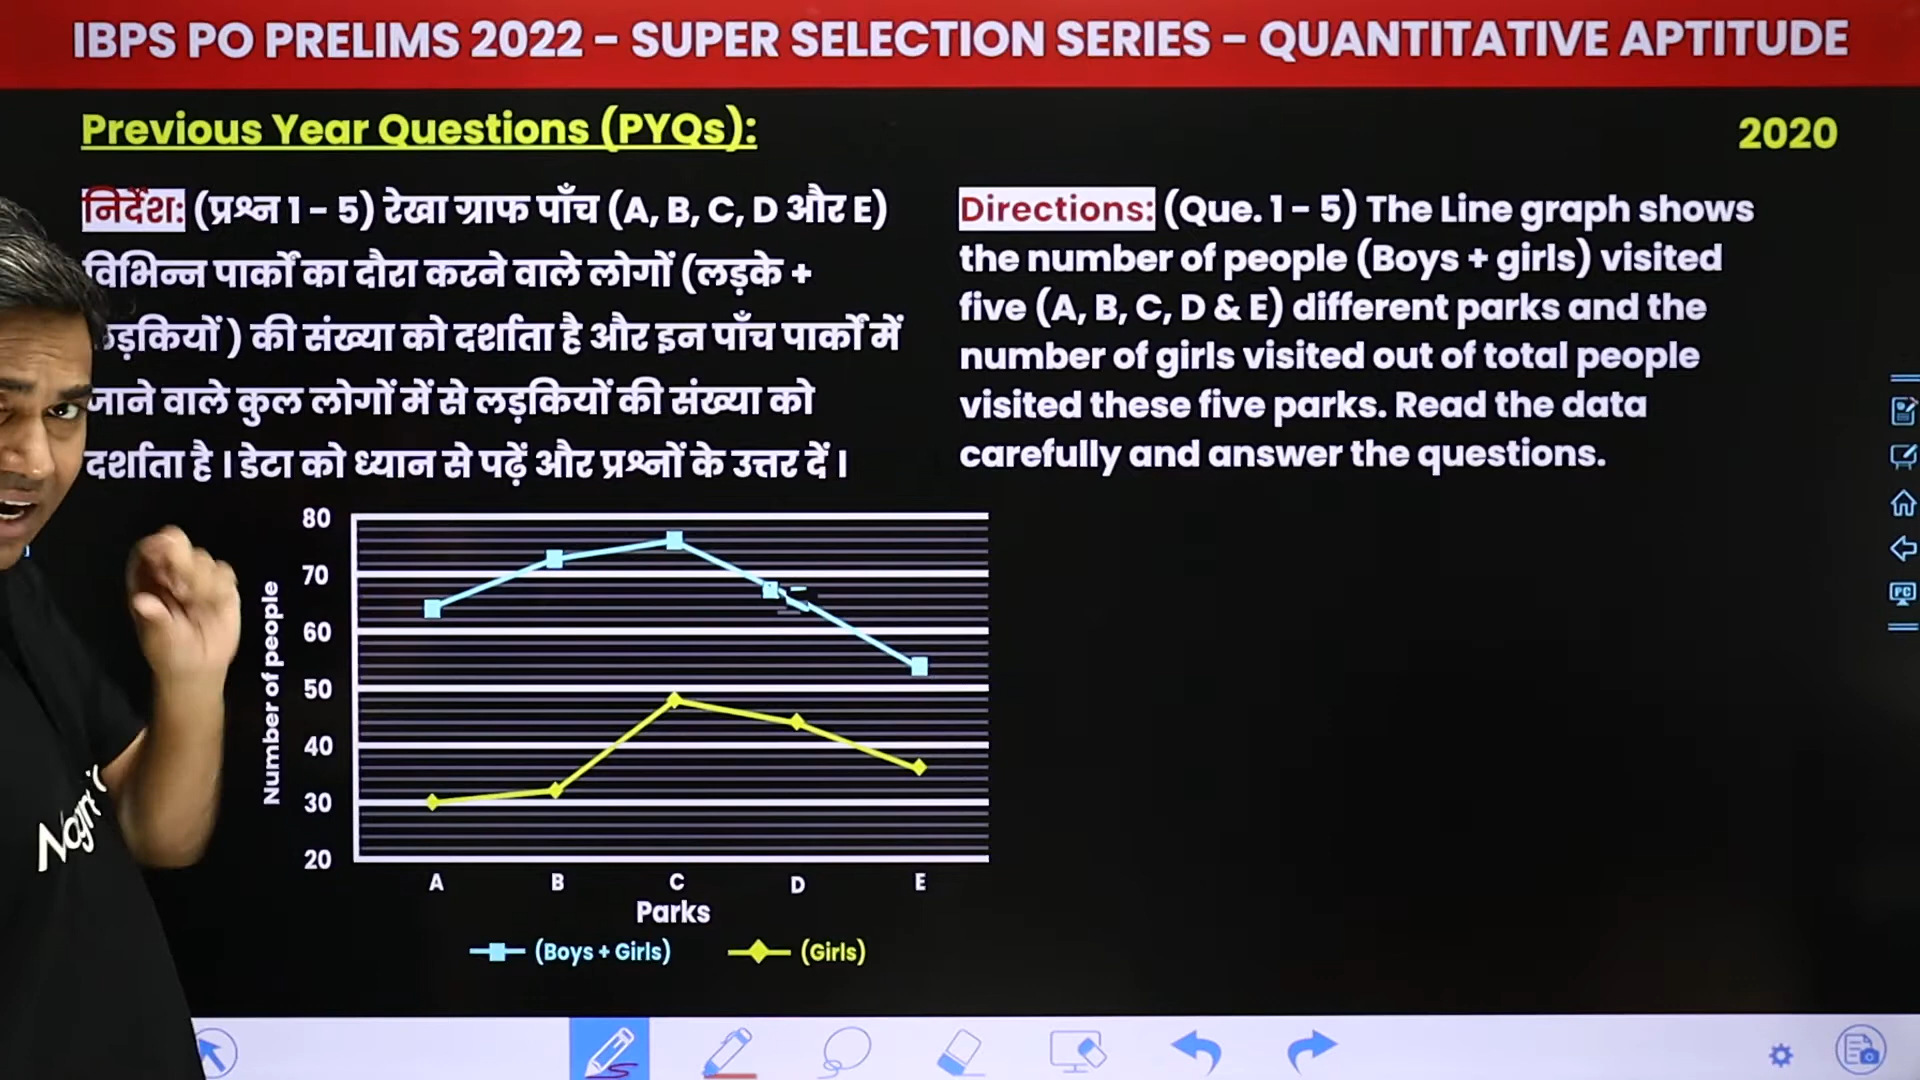 IBPS PO PRELIMS 2022 - SUPER SELECTION SERIES - QUANTITATIVE APTITUDE
Previous Year Questions (PYQs):
2020
निर्देश: (प्रश्न 1 - 5) रेखा ग्राफ पाँच (A, B, C, D और E)
विभिन्न पार्कों का दौरा करने वाले लोगों (लड़के +
लड़कियों ) की संख्या को दर्शाता है और इन पाँच पार्कों में
जाने वाले कुल लोगों में से लड़कियों की संख्या को
दर्शाता है । डेटा को ध्यान से पढ़ें और प्रश्नों के उत्तर दें ।
Directions: (Que. 1 - 5) The Line graph shows
the number of people (Boys + girls) visited
five (A, B, C, D & E) different parks and the
number of girls visited out of total people
visited these five parks. Read the data
carefully and answer the questions.
80
70
60
50
40
30
20
Number of people
A B C D E
Parks
(Boys + Girls) (Girls)
PC